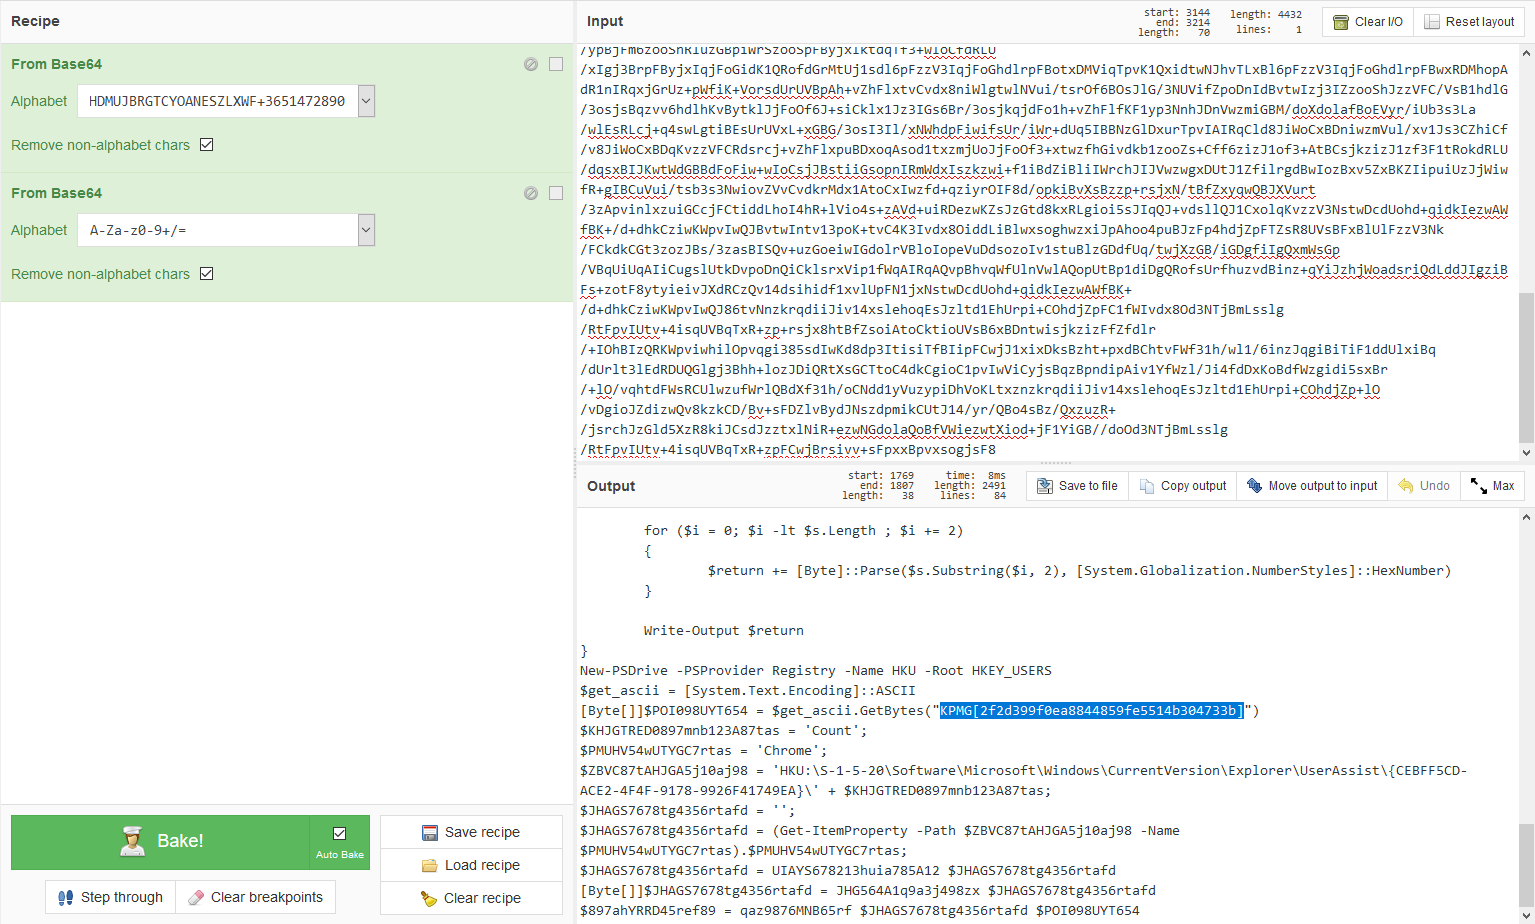 Recipe
From Base64
Alphabet HDMUJBRGTCYOANESZLXWF+3651472890
Remove non-alphabet chars
From Base64
Alphabet A-Za-z0-9+/=
Remove non-alphabet chars
Bake!
Auto Bake
Step through
Clear breakpoints
Save recipe
Load recipe
Clear recipe
Input
start: 3144
end: 3214
length: 70
length: 4432
lines: 1
Clear I/O
Reset layout
/ypBjFm6zooShRIuzGBpiWrSzooSpFByjxIktdqTf3+wIoCfdRLU
/xIgj3BrpFByjxIqjFoGidK1QRofdGrMtUj1sdl6pFzzV3IqjFoGhdlrpFBotxDMViqTpvK1QxidtwNJhvTLxBl6pFzzV3IqjFoGhdlrpFBwxRDMhopA
dR1nIRqxjGrUz+pWfiK+VorsdUrUVBpAh+vZhFlxtvCvdx8niWlgtwlNVui/tsrOf6BOsJlG/3NUVifZpoDnIdBvtwIzj3IZzooShJzzVFC/VsB1hdlG
/3osjsBqzvv6hdlhKvBytklJjFoOf6J+siCklx1Jz3IGs6Br/3osjkqjdFo1h+vZhFlfKF1yp3NnhJDnVwzmiGBM/doXdolafBoEVyr/iUb3s3La
/wlEsRLcj+q4swLgtiBEsUrUVxL+xGBG/3osI3Il/xNWhdpFiwifsUr/iWr+dUq5IBBNzGlDxurTpvIAIRqCld8JiWoCxBDniwzmVul/xv1Js3CZhiCf
/v8JiWoCxBDqKvzzVFCRdsrcj+vZhFlxpuBDxoqAsod1txzmjUoJjFoOf3+xtwzfhGivdkb1zooZs+Cff6zizJ1of3+AtBCsjkzizJ1zf3F1tRokdRLU
/dqsxBIJKwtWdGBBdFoFiw+wIoCsjJBstiiGsopnIRmWdxIszkzwi+f1iBdZiBliIWrchJIJVwzwgxDUtJ1ZfilrgdBwIozBxv5ZxBKZIipuiUzJjWiw
fR+gIBCuVui/tsb3s3NwiovZVvCvdkrMdx1AtoCxIwzfd+qziyrOIF8d/opkiBvXsBzzp+rsjxN/tBfZxyqwQBJXVurt
/3zApvinlxzuiGCcjFCtiddLhoI4hR+lVio4s+zAVd+uiRDezwKZsJzGtd8kxRLgioi5sJIqQJ+vdsllQJ1CxolqKvzzV3NstwDcdUohd+qidkIezwAW
fBK+/d+dhkCziwKWpvIwQJBvtwIntv13poK+tvC4K3Ivdx8OiddLiBlwxsoghwzxiJpAhoo4puBJzFp4hdjZpFTZsR8UVsBFxBlUlFzzV3Nk
/FCkdkCGt3zozJBs/3zasBISQv+uzGoeiwIGdolrVBloIopeVuDdsozoIv1stuBlzGDdfUq/twjXzGB/iGDgfiIgQxmWsGp
/VBqUiUqAIiCugslUtkDvpoDnQiCklsrxVip1fWqAIRqAQvpBhvqWfUlnVwlAQopUtBp1diDgQRofsUrfhuzvdBinz+qYiJzhjWoadsriQdLddJIgziB
Fs+zotF8ytyieivJXdRCzQv14dsihidf1xvlUpFN1jxNstwDcdUohd+qidkIezwAWfBK+
/d+dhkCziwKWpvIwQJ86tvNnzkrqdiiJiv14xslehoqEsJzltd1EhUrpi+COhdjZpFC1fWIvdx8Od3NTjBmLsslg
/RtFpvIUtv+4isqUVBqTxR+zp+rsjx8htBfZsoiAtoCktioUVsB6xBDntwisjkzizFfZfdlr
/+IOhBIzQRKWpviwhilOpvqgi385sdIwKd8dp3ItisiTfBIipFCwjJ1xixDksBzht+pxdBChtvFWf31h/wl1/6inzJqgiBiTiF1ddUlxiBq
/dUrlt3lEdRDUQGlgj3Bhh+lozJDiQRtXsGCTtoC4dkCgioC1pvIwViCyjsBqzBpndipAiv1YfWzl/Ji4fdDxKoBdfWzgidi5sxBr
/+lO/vqhtdFWsRCUlwzufWrlQBdXf31h/oCNdd1yVuzypiDhVoKLtxznzkrqdiiJiv14xslehoqEsJzltd1EhUrpi+COhdjZp+lO
/vDgioJZdizwQv8kzkCD/Bv+sFDZlvBydJNszdpmikCUtJ14/yr/QBo4sBz/QxzuzR+
/jsrchJzGld5XzR8kiJCsdJzztxlNiR+ezwNGdolaQoBfVWiezwtXiod+jF1YiGB//doOd3NTjBmLsslg
/RtFpvIUtv+4isqUVBqTxR+zpFCwjBrsivv+sFpxxBpvxsogjsF8
Output
start: 1769
end: 1807
length: 38
time: 8ms
length: 2491
lines: 84
Save to file
Copy output
Move output to input
Undo
Max
for ($i = 0; $i -lt $s.Length ; $i += 2)
{
$return += [Byte]::Parse($s.Substring($i, 2), [System.Globalization.NumberStyles]::HexNumber)
}
Write-Output $return
}
New-PSDrive -PSProvider Registry -Name HKU -Root HKEY_USERS
$get_ascii = [System.Text.Encoding]::ASCII
[Byte[]]$POI098UYT654 = $get_ascii.GetBytes("KPMG[2f2d399f0ea8844859fe5514b304733b]")
$KHJGTRED0897mnb123A87tas = 'Count';
$PMUHV54wUTYGC7rtas = 'Chrome';
$ZBVC87tAHJGA5j10aj98 = 'HKU:\S-1-5-20\Software\Microsoft\Windows\CurrentVersion\Explorer\UserAssist\{CEBFF5CD-
ACE2-4F4F-9178-9926F41749EA}\' + $KHJGTRED0897mnb123A87tas;
$JHAGS7678tg4356rtafd = '';
$JHAGS7678tg4356rtafd = (Get-ItemProperty -Path $ZBVC87tAHJGA5j10aj98 -Name
$PMUHV54wUTYGC7rtas).$PMUHV54wUTYGC7rtas;
$JHAGS7678tg4356rtafd = UIAYS678213huia785A12 $JHAGS7678tg4356rtafd
[Byte[]]$JHAGS7678tg4356rtafd = JHG564A1q9a3j498zx $JHAGS7678tg4356rtafd
$897ahYRRD45ref89 = qaz9876MNB65rf $JHAGS7678tg4356rtafd $POI098UYT654